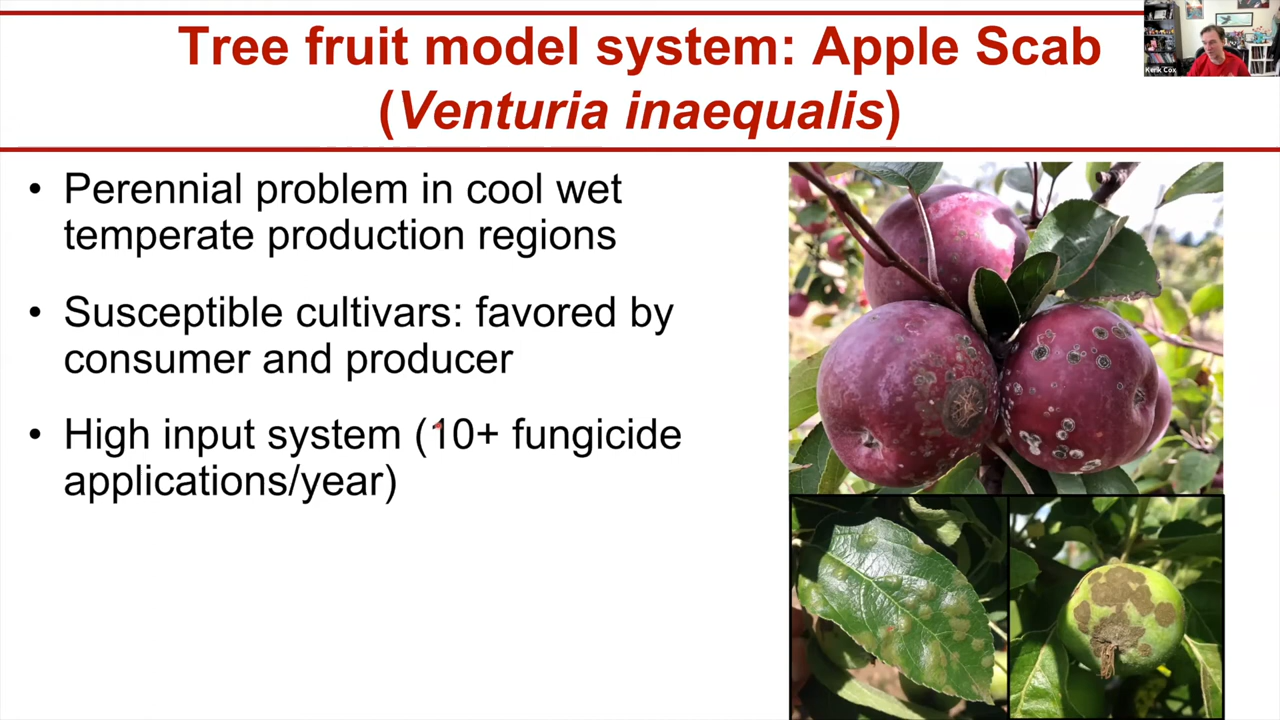 Tree fruit model system: Apple Scab
(Venturia inaequalis)
Kerik Cox
• Perennial problem in cool wet
temperate production regions
• Susceptible cultivars: favored by
consumer and producer
• High input system (10+ fungicide
applications/year)